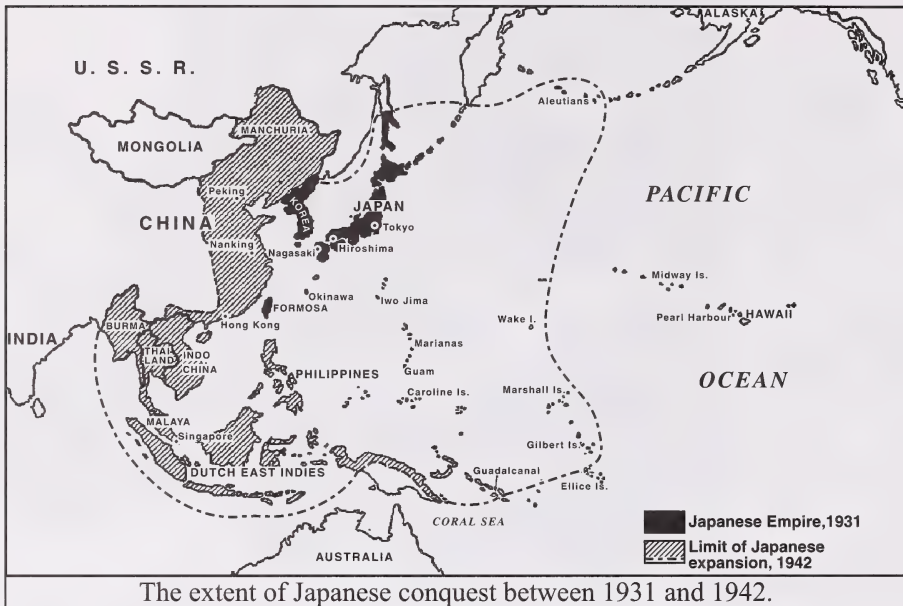 ALASKA
U. S. S. R.
Aleutians
MANCHURIA
MONGOLIA
PACIFIC
Peking
KOREA
JAPAN
Tokyo
CHINA
Nanking
Nagasaki
Hiroshima
Midway Is.
Okinawa
Iwo Jima
FORMOSA
Pearl Harbour
HAWAII
Hong Kong
Wake I.
INDIA
BURMA
Marianas
THAI
LAND
INDO
CHINA
Guam
PHILIPPINES
OCEAN
Caroline Is.
Marshall Is.
MALAYA
Singapore
Gilbert Is.
DUTCH EAST INDIES
Guadalcanal
Ellice Is.
CORAL SEA
Japanese Empire,1931
Limit of Japanese
expansion, 1942
AUSTRALIA
The extent of Japanese conquest between 1931 and 1942.